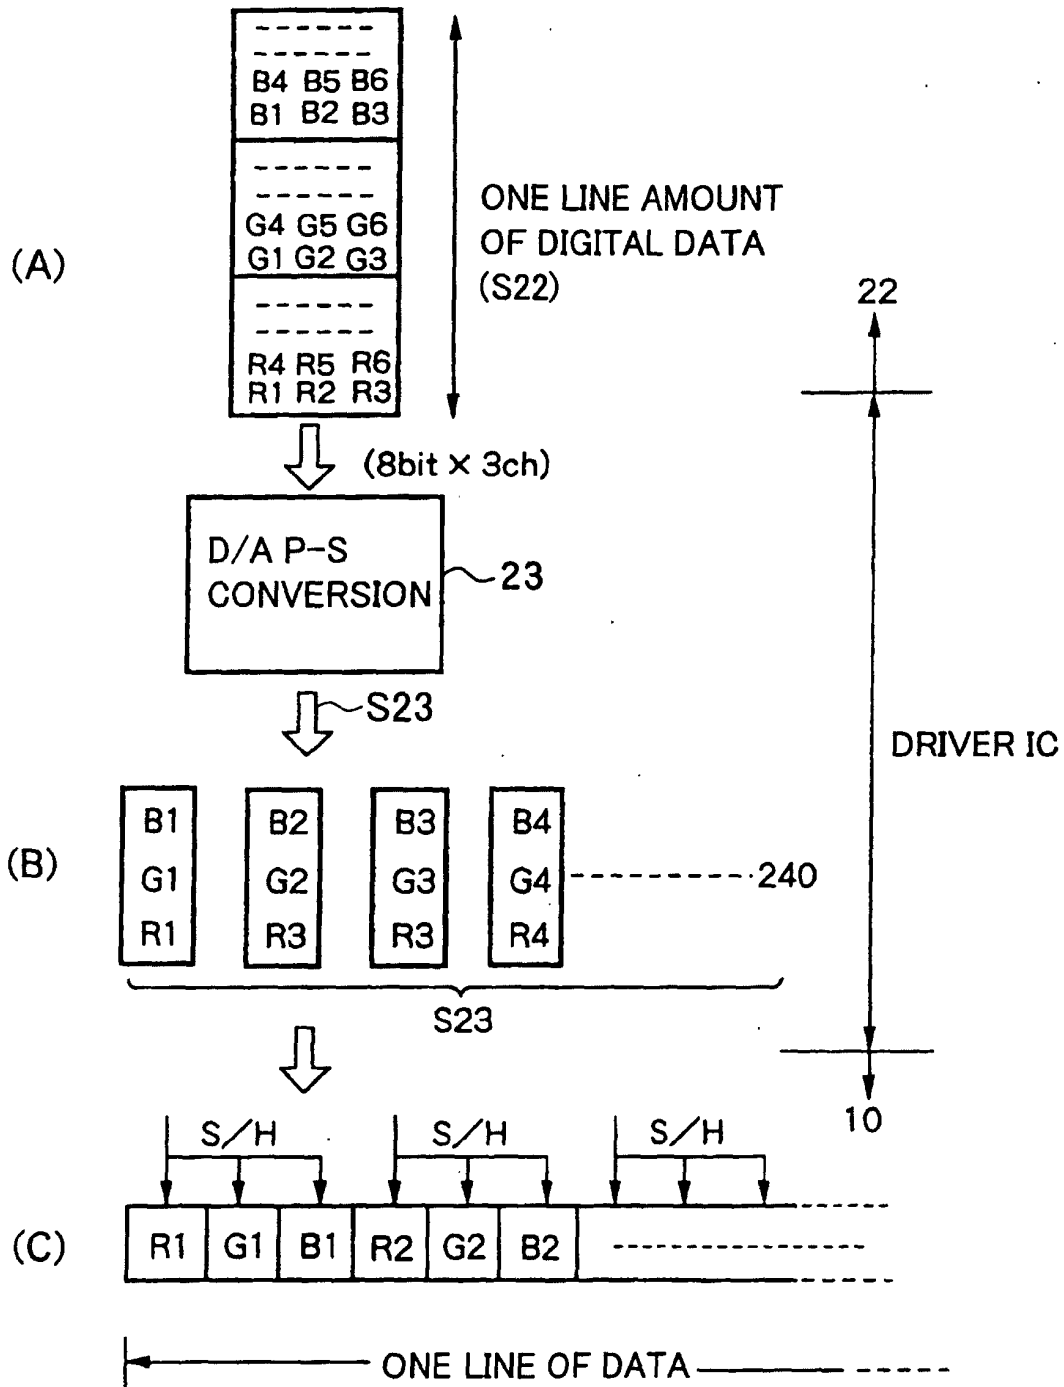 B4 B5 B6
B1 B2 B3
G4 G5 G6
G1 G2 G3
R4 R5 R6
R1 R2 R3
(A)
ONE LINE AMOUNT
OF DIGITAL DATA
(S22)
22
(8bit × 3ch)
D/A P-S
CONVERSION
23
S23
DRIVER IC
(B)
B1 B2 B3 B4
G1 G2 G3 G4 240
R1 R3 R3 R4
S23
10
S/H S/H S/H
(C)
R1 G1 B1 R2 G2 B2
ONE LINE OF DATA